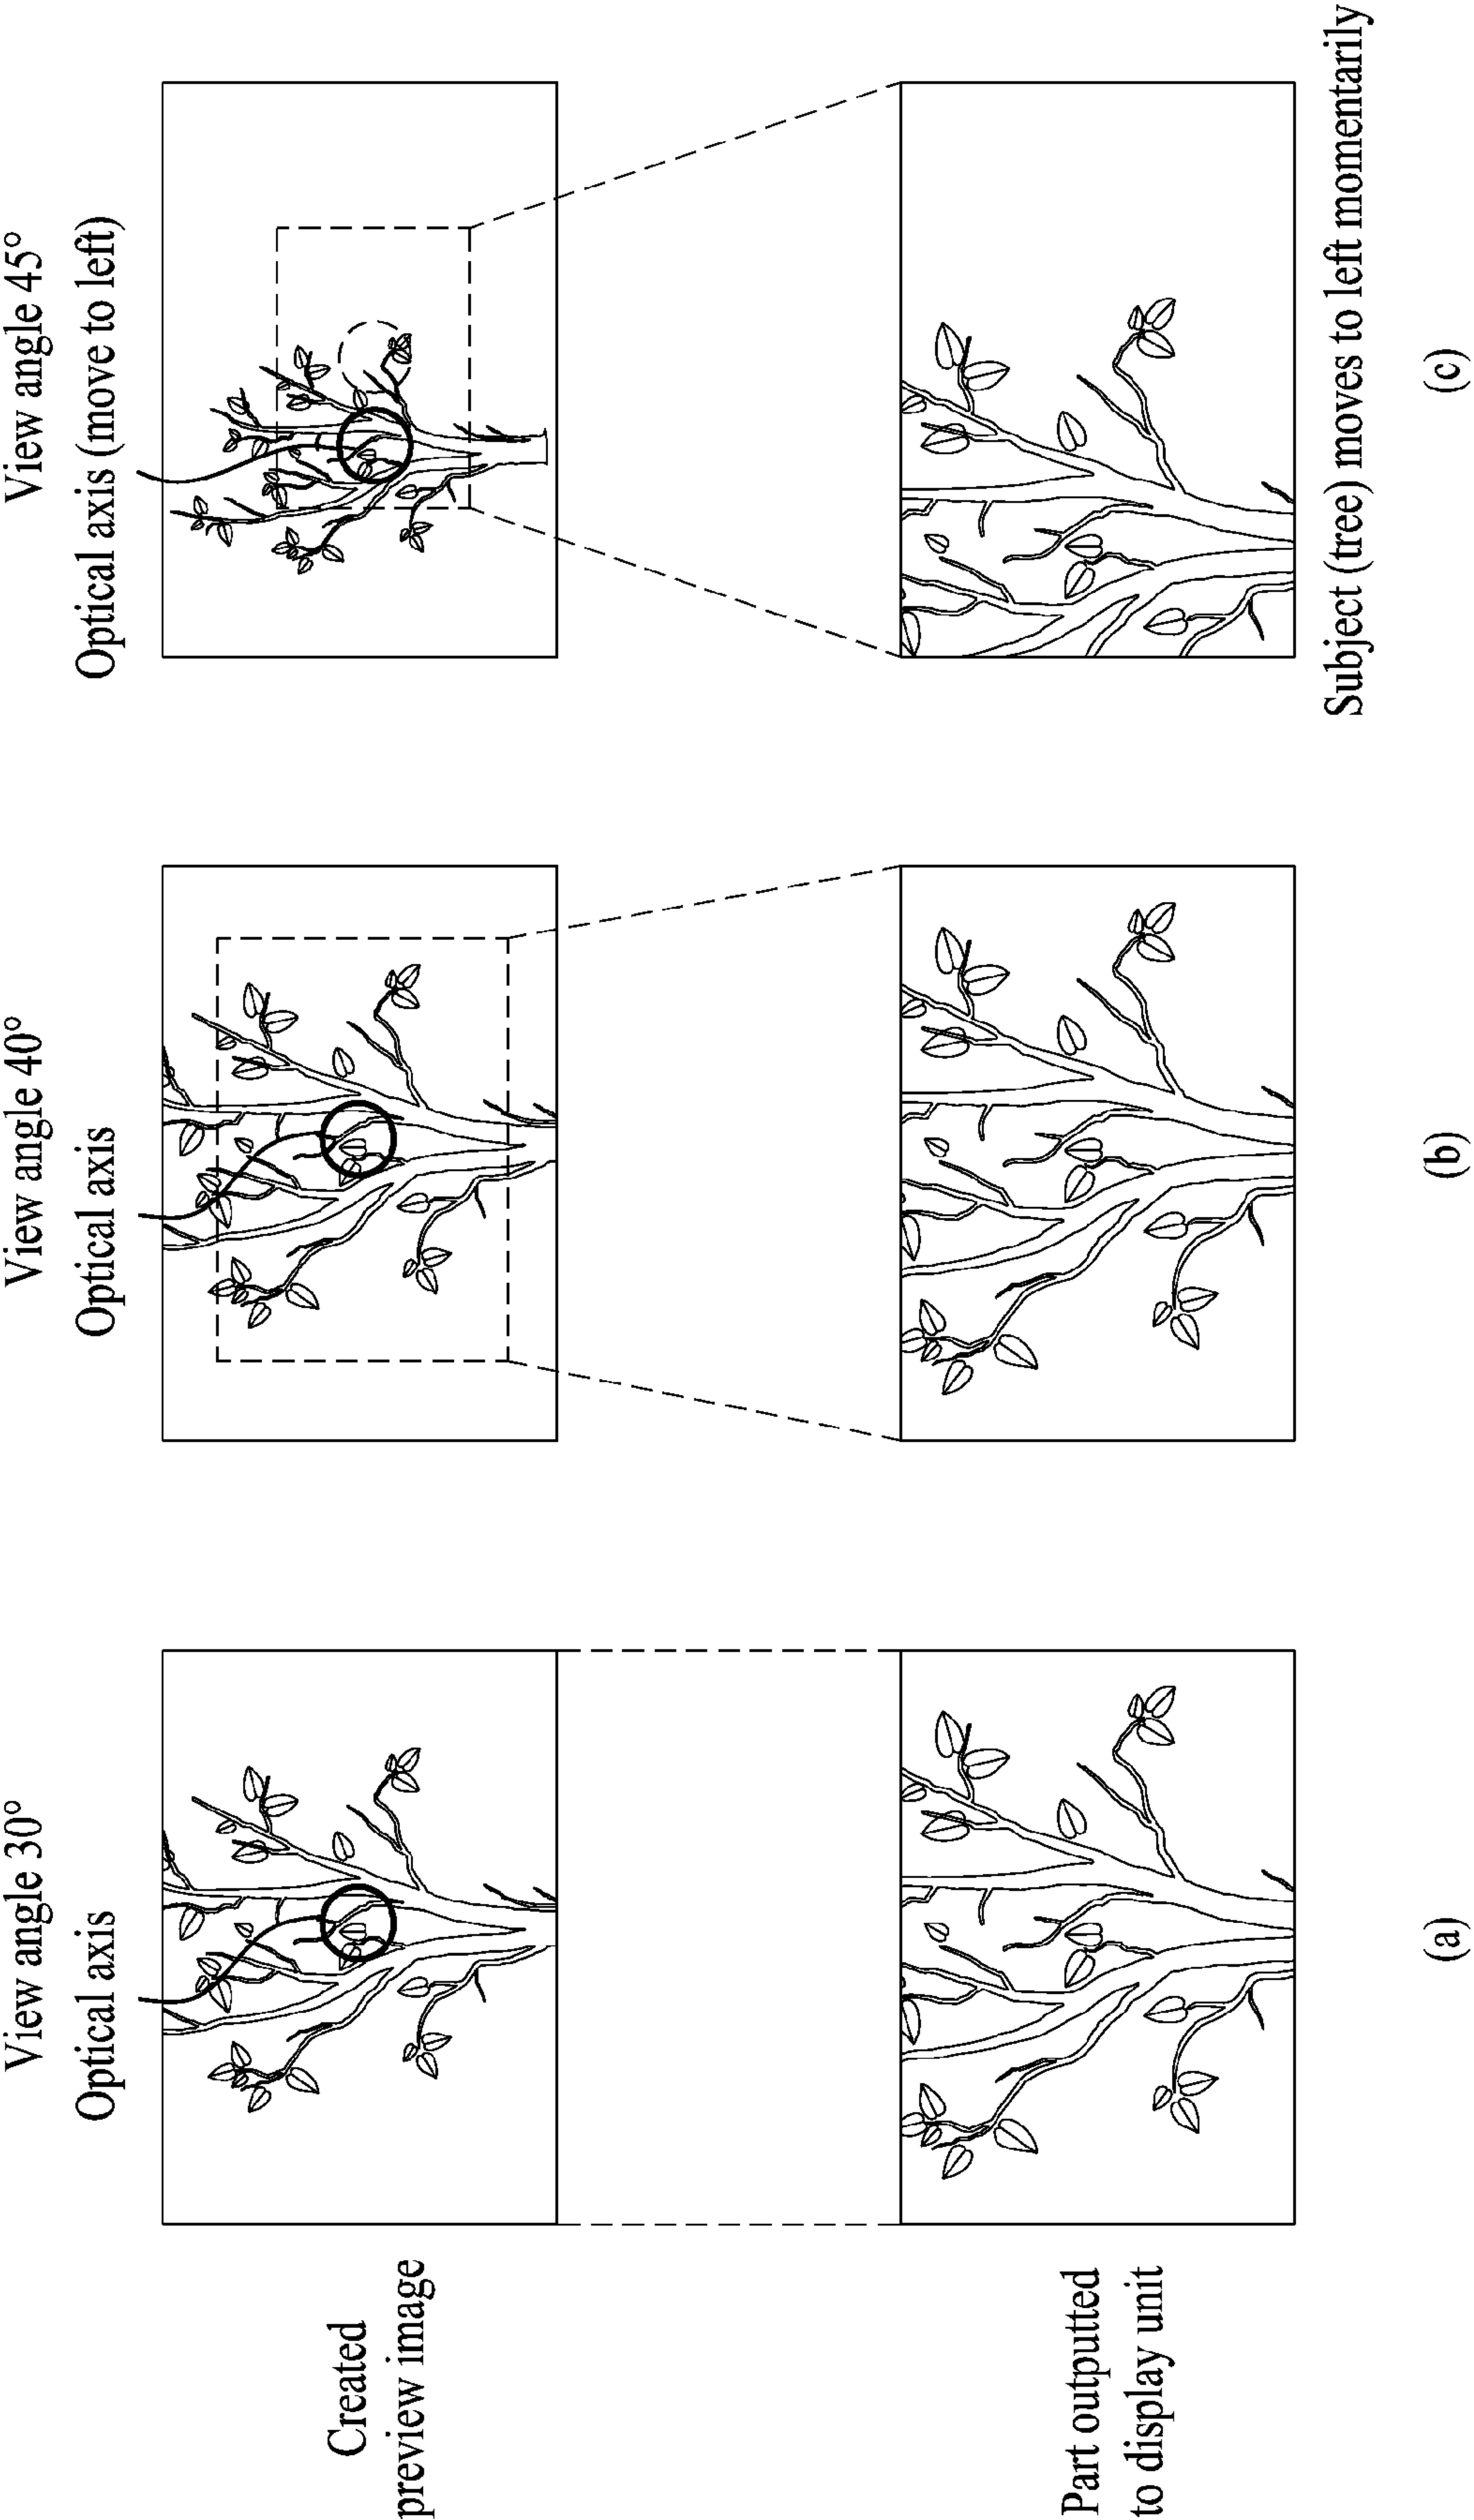 View angle 30°
Optical axis
View angle 40°
Optical axis
View angle 45°
Optical axis (move to left)
Created
preview image
Part outputted
to display unit
Subject (tree) moves to left momentarily
(a)
(b)
(c)